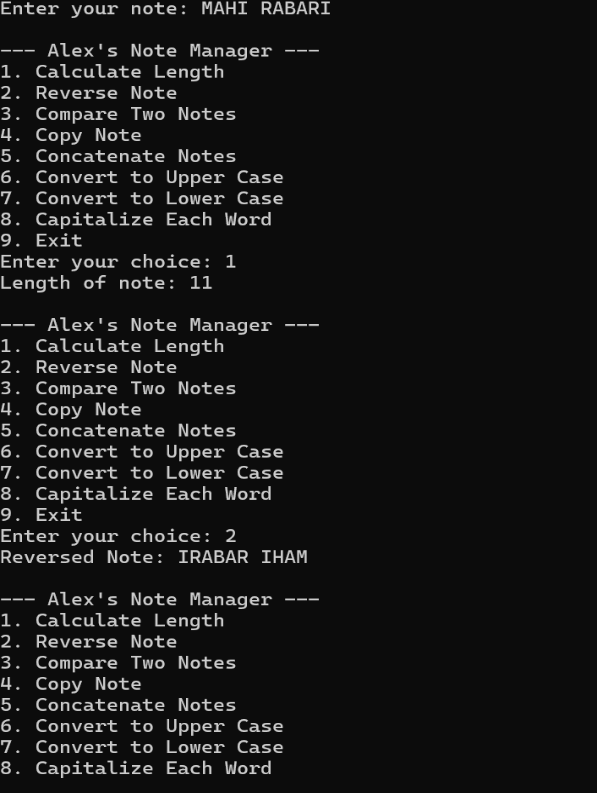 Enter your note: MAHI RABARI
--- Alex's Note Manager ---
1. Calculate Length
2. Reverse Note
3. Compare Two Notes
4. Copy Note
5. Concatenate Notes
6. Convert to Upper Case
7. Convert to Lower Case
8. Capitalize Each Word
9. Exit
Enter your choice: 1
Length of note: 11
--- Alex's Note Manager ---
1. Calculate Length
2. Reverse Note
3. Compare Two Notes
4. Copy Note
5. Concatenate Notes
6. Convert to Upper Case
7. Convert to Lower Case
8. Capitalize Each Word
9. Exit
Enter your choice: 2
Reversed Note: IRABAR IHAM
--- Alex's Note Manager ---
1. Calculate Length
2. Reverse Note
3. Compare Two Notes
4. Copy Note
5. Concatenate Notes
6. Convert to Upper Case
7. Convert to Lower Case
8. Capitalize Each Word